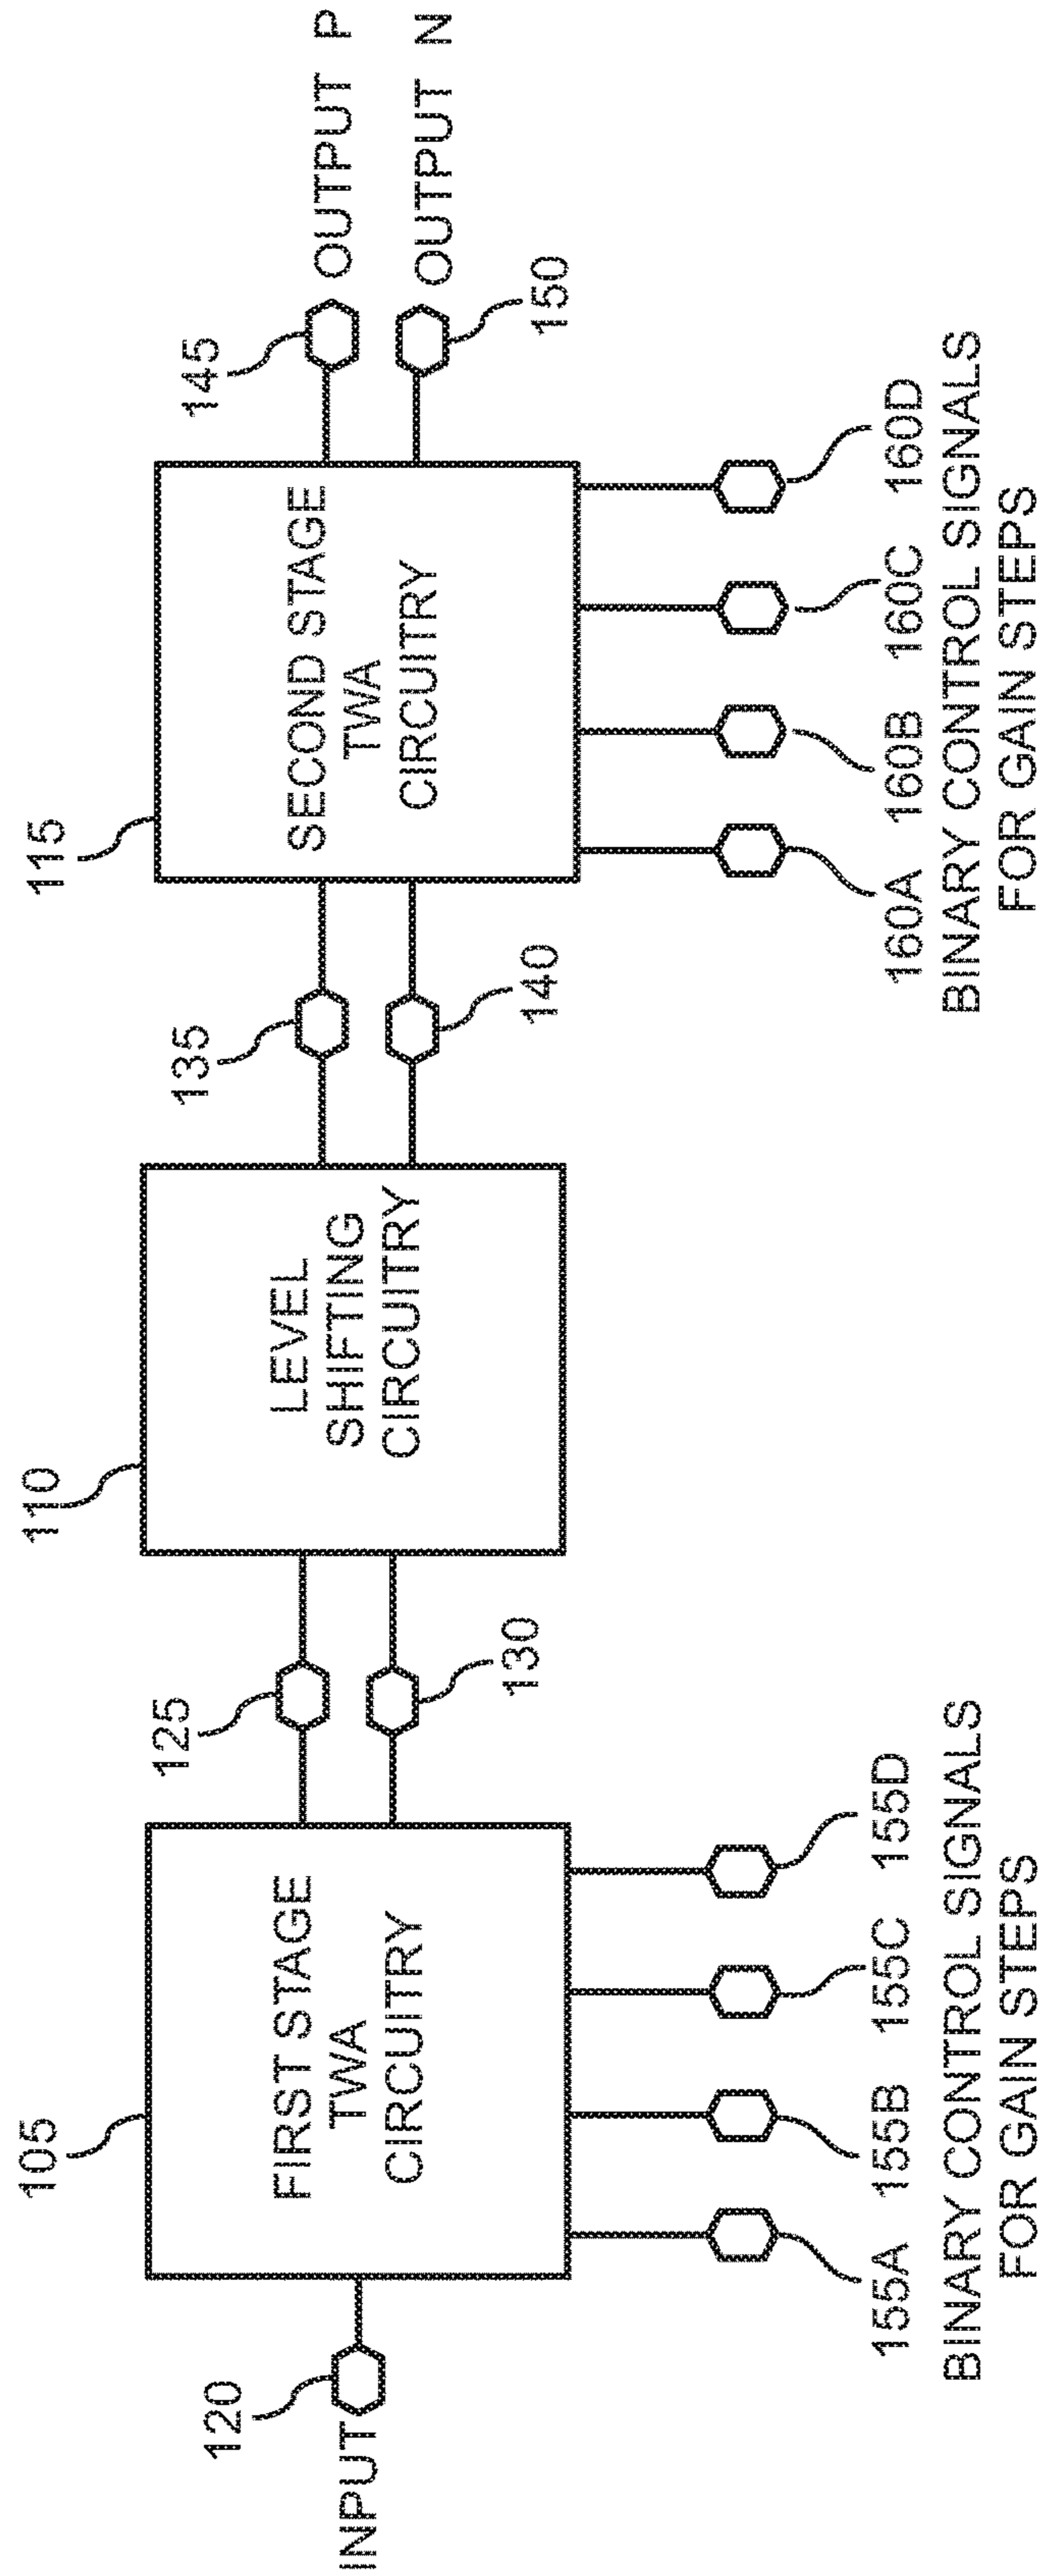 105
110
115
120
125
130
135
140
145
150
INPUT
FIRST STAGE
TWA
CIRCUITRY
LEVEL
SHIFTING
CIRCUITRY
SECOND STAGE
TWA
CIRCUITRY
OUTPUT P
OUTPUT N
155A 155B 155C 155D
BINARY CONTROL SIGNALS
FOR GAIN STEPS
160A 160B 160C 160D
BINARY CONTROL SIGNALS
FOR GAIN STEPS